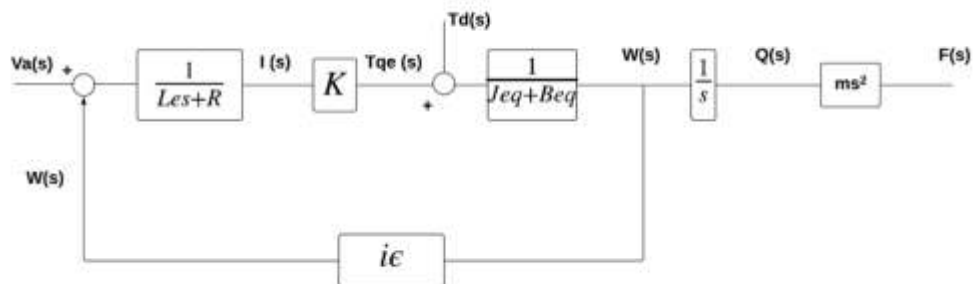 Td(s)
Va(s)
+
1
Les+R
I (s)
K
Tqe (s)
+
1
Jeq+Beq
W(s)
1
s
Q(s)
ms²
F(s)
W(s)
iϵ